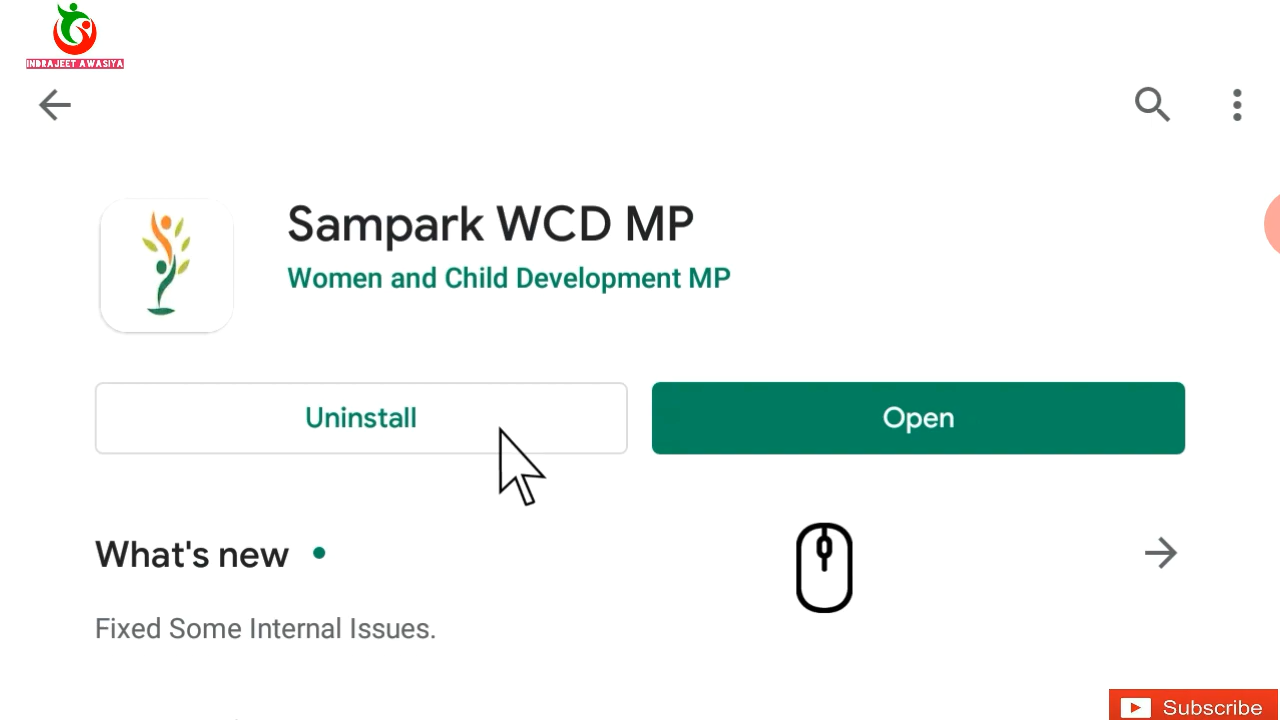 INDRAJEET AWASIYA
Sampark WCD MP
Women and Child Development MP
Uninstall
Open
What's new
Fixed Some Internal Issues.
Subscribe